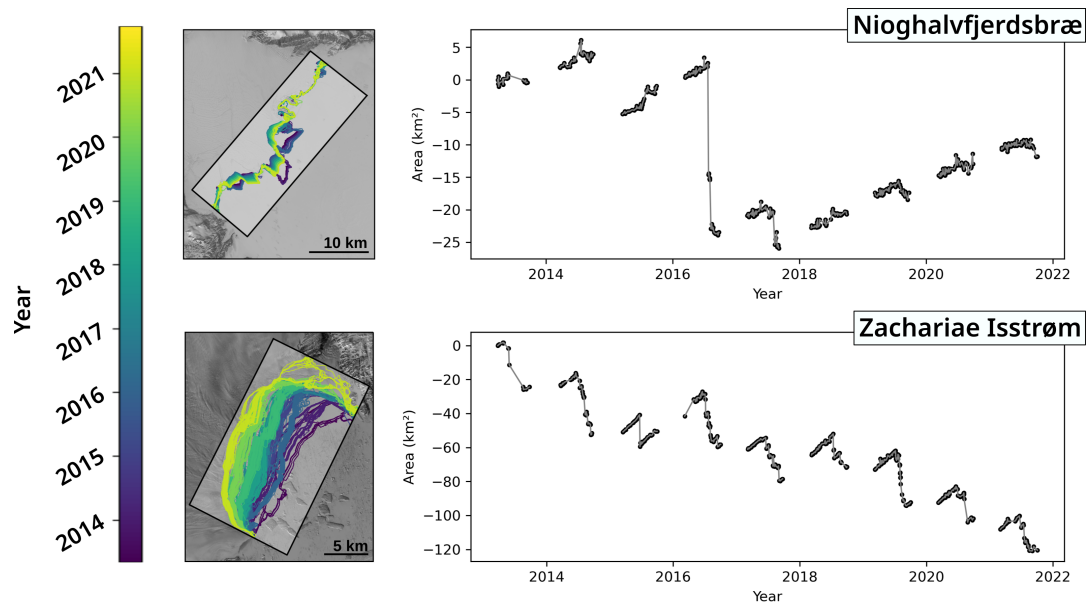 Year
2021
2020
2019
2018
2017
2016
2015
2014
10 km
Nioghalvfjerdsbræ
Area (km²)
5
0
−5
−10
−15
−20
−25
2014 2016 2018 2020 2022
Year
5 km
Zachariae Isstrøm
Area (km²)
0
−20
−40
−60
−80
−100
−120
2014 2016 2018 2020 2022
Year